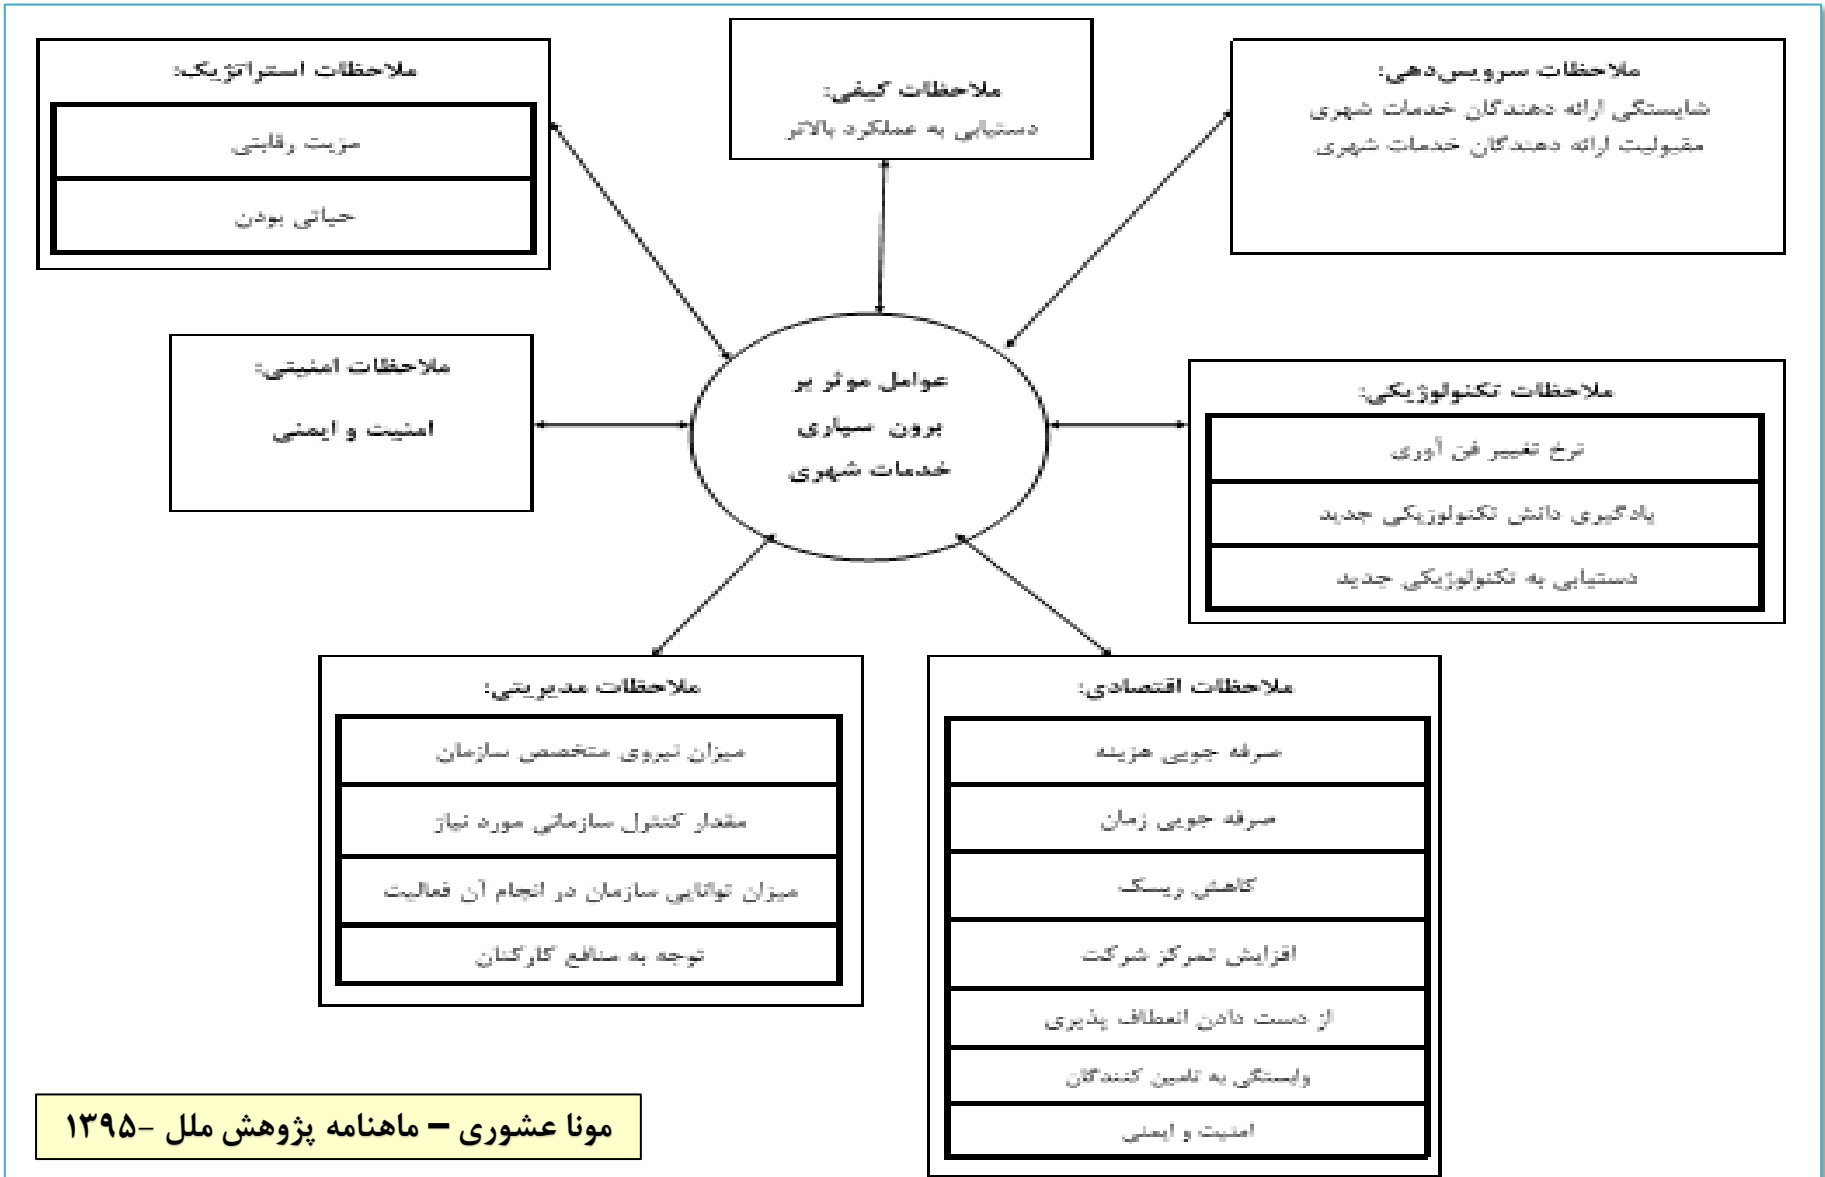 ملاحظات سرویس‌دهی:
شایستگی ارائه دهندگان خدمات شهری
مقبولیت ارائه دهندگان خدمات شهری
ملاحظات کیفی:
دستیابی به عملکرد بالاتر
ملاحظات استراتژیک:
مزیت رقابتی
حیاتی بودن
عوامل موثر بر
برون سپاری
خدمات شهری
ملاحظات تکنولوژیکی:
نرخ تغییر فن آوری
یادگیری دانش تکنولوژیکی جدید
دستیابی به تکنولوژیکی جدید
ملاحظات امنیتی:
امنیت و ایمنی
ملاحظات اقتصادی:
صرفه جویی هزینه
صرفه جویی زمان
کاهش ریسک
افزایش تمرکز شرکت
از دست دادن انعطاف پذیری
وابستگی به تامین کنندگان
امنیت و ایمنی
ملاحظات مدیریتی:
میزان نیروی متخصص سازمان
مقدار کنترل سازمانی مورد نیاز
میزان توانایی سازمان در انجام آن فعالیت
توجه به منافع کارکنان
مونا عشوری – ماهنامه پژوهش ملل -۱۳۹۵